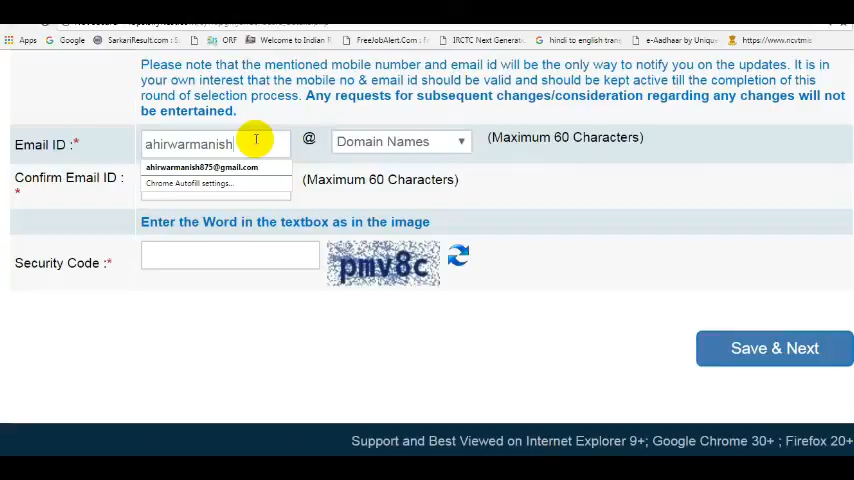 Apps Google SarkariResult.com : S ORF Welcome to Indian R FreeJobAlert.Com : F IRCTC Next Generati hindi to english tran e-Aadhaar by Uniqu https://www.ncvtmis
Please note that the mentioned mobile number and email id will be the only way to notify you on the updates. It is in
your own interest that the mobile no & email id should be valid and should be kept active till the completion of this
round of selection process. Any requests for subsequent changes/consideration regarding any changes will not
be entertained.
Email ID :* ahirwarmanish @ Domain Names ▼ (Maximum 60 Characters)
ahirwarmanish875@gmail.com
Chrome Autofill settings...
Confirm Email ID : (Maximum 60 Characters)
*
Enter the Word in the textbox as in the image
Security Code :* pmv8c
Save & Next
Support and Best Viewed on Internet Explorer 9+; Google Chrome 30+ ; Firefox 20+